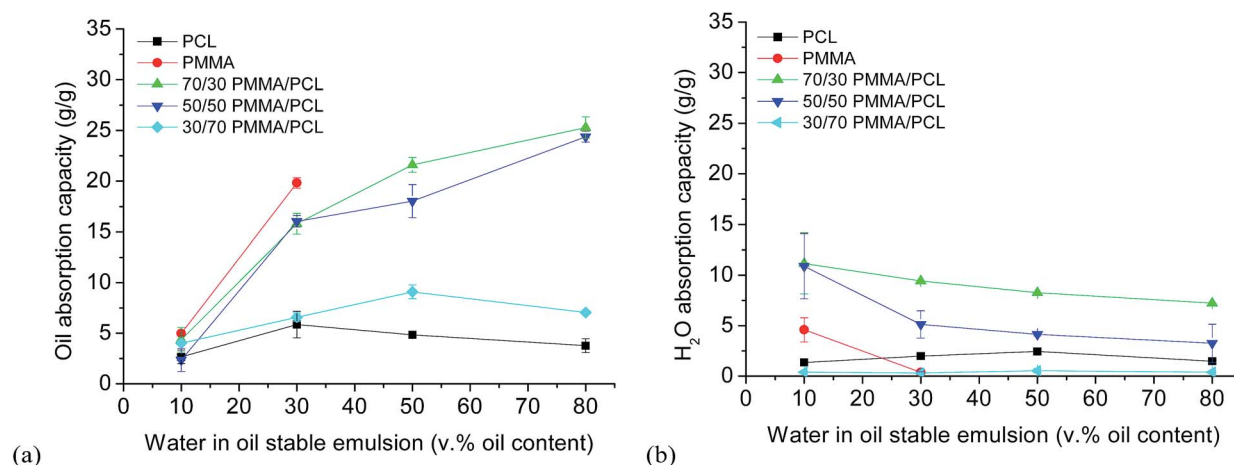 35
30
25
20
15
10
5
0
Oil absorption capacity (g/g)
PCL
PMMA
70/30 PMMA/PCL
50/50 PMMA/PCL
30/70 PMMA/PCL
0 10 20 30 40 50 60 70 80
Water in oil stable emulsion (v.% oil content)
(a)
35
30
25
20
15
10
5
0
H₂O absorption capacity (g/g)
PCL
PMMA
70/30 PMMA/PCL
50/50 PMMA/PCL
30/70 PMMA/PCL
0 10 20 30 40 50 60 70 80
Water in oil stable emulsion (v.% oil content)
(b)